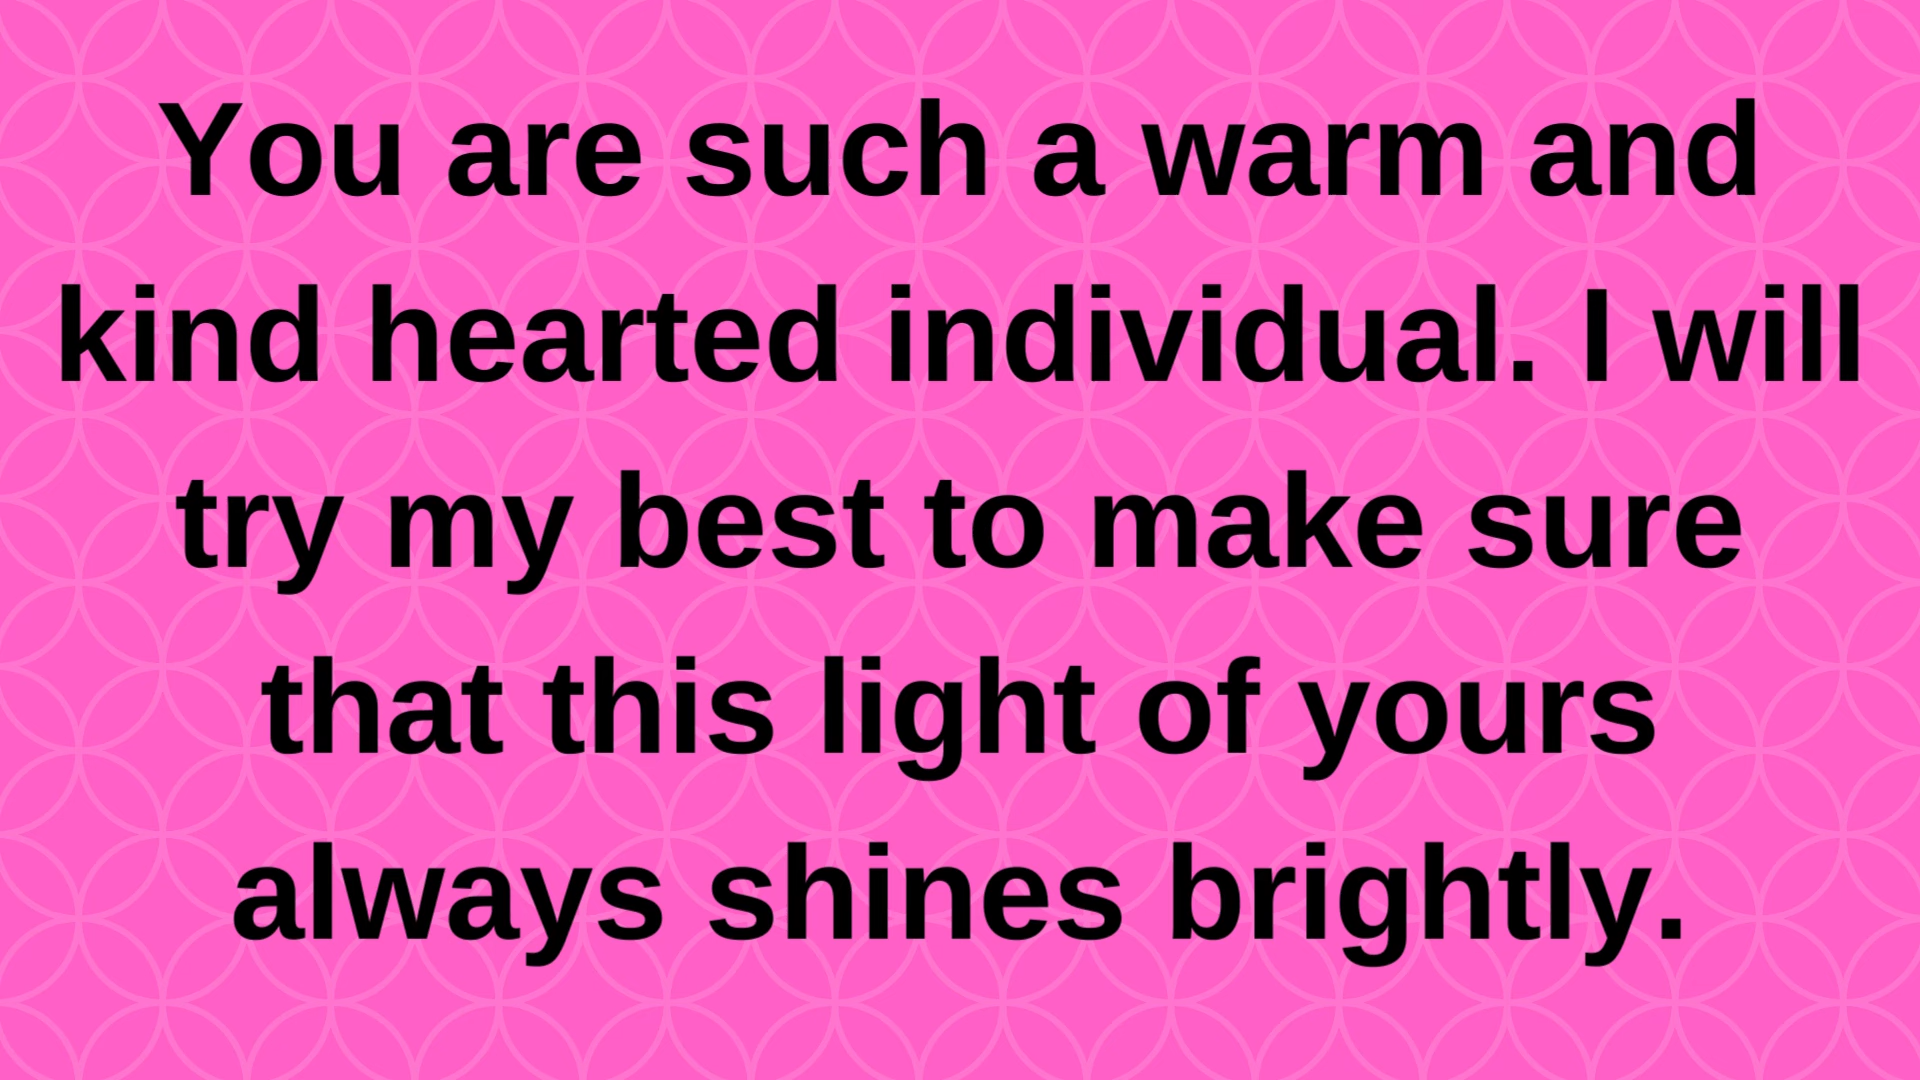 You are such a warm and
kind hearted individual. I will
try my best to make sure
that this light of yours
always shines brightly.